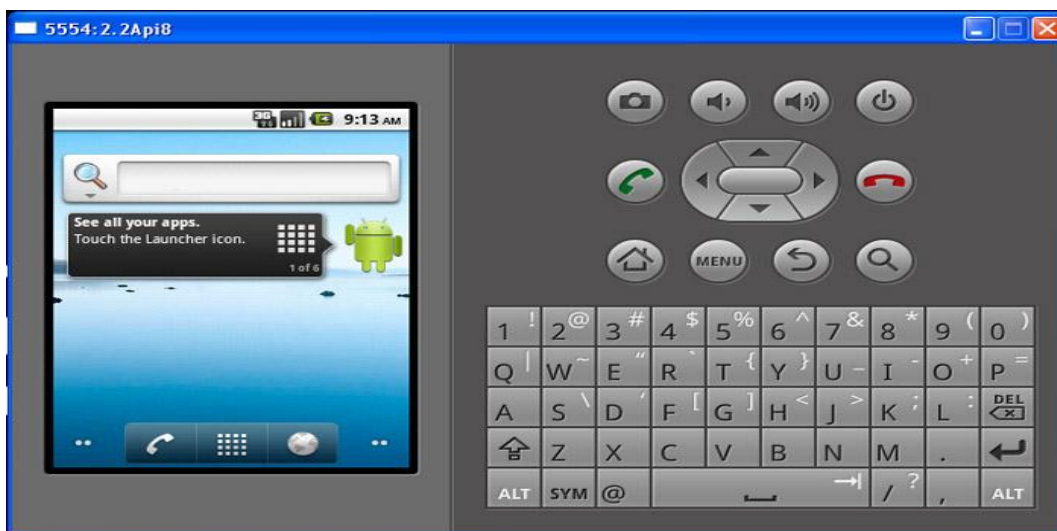 5554:2.2Api8
3G
9:13 AM
See all your apps.
Touch the Launcher icon.
1 of 6
MENU
1 ! 2 @ 3 # 4 $ 5 % 6 ^ 7 & 8 * 9 ( 0 )
Q | W ~ E “ R ` T { Y } U _ I - O + P =
A S \ D ‘ F [ G ] H < J > K ; L : DEL
Z X C V B N M .
ALT SYM @ / ? , ALT